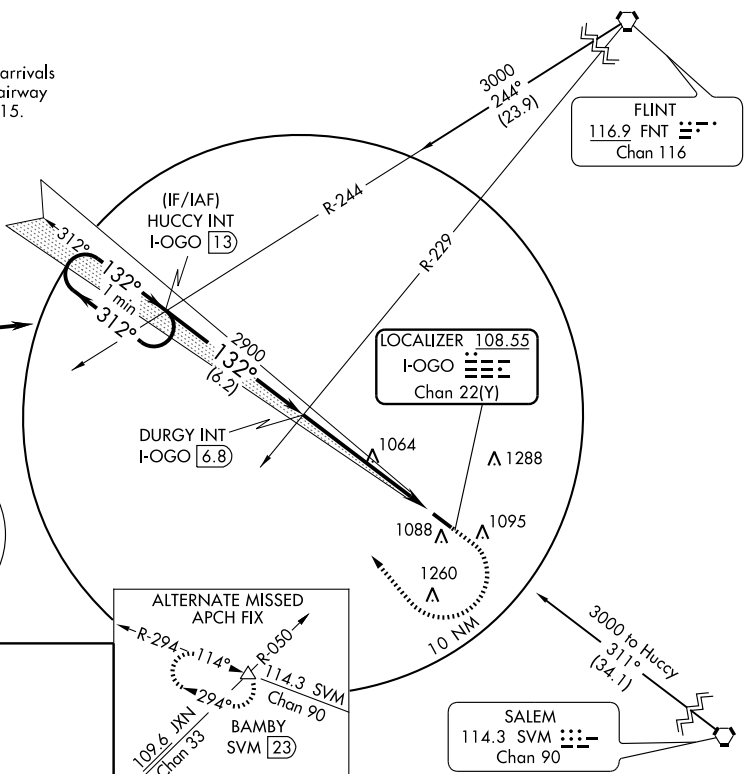 arrivals
airway
15.
3000
244°
(23.9)
FLINT
116.9 FNT
Chan 116
(IF/IAF)
HUCCY INT
I-OGO 13
R-244
R-229
312°
132°
1 min
312°
2900
132°
(6.2)
LOCALIZER 108.55
I-OGO
Chan 22(Y)
DURGY INT
I-OGO 6.8
1064
1288
1088
1095
1260
10 NM
ALTERNATE MISSED
APCH FIX
R-294
114°
R-050
294°
114.3 SVM
Chan 90
109.6 JXN
Chan 33
BAMBY
SVM 23
3000 to Huccy
311°
(34.1)
SALEM
114.3 SVM
Chan 90